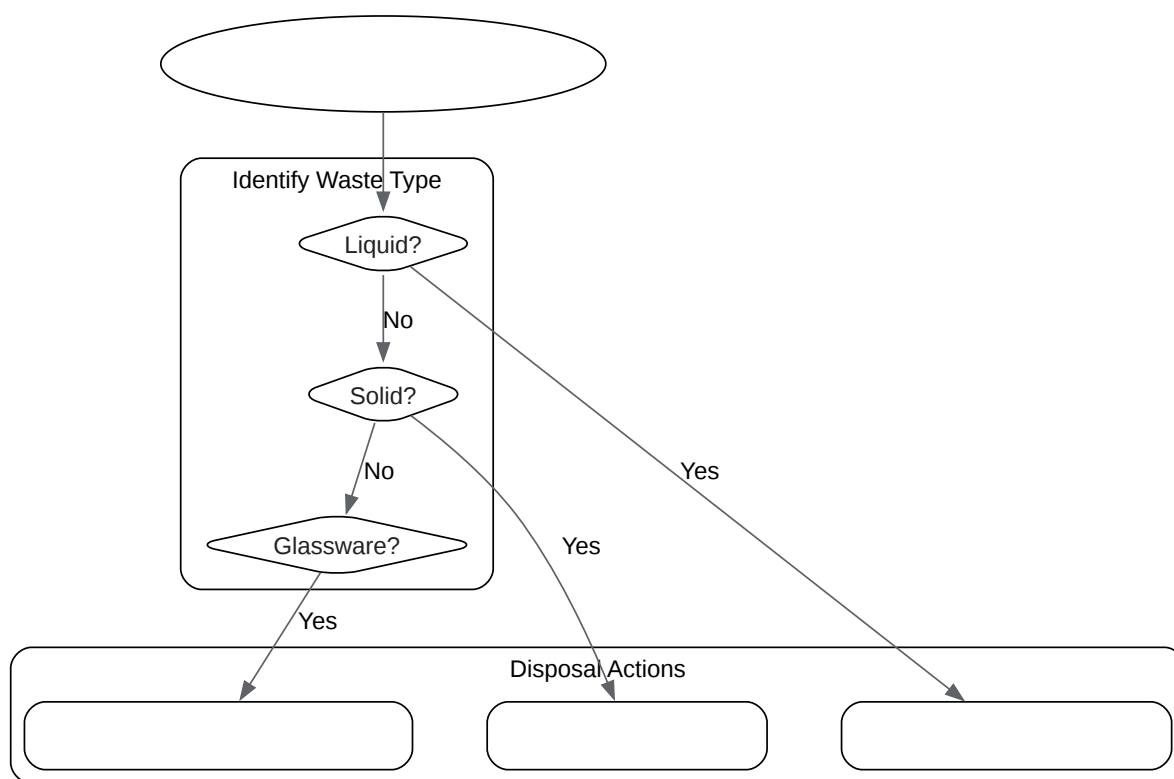 Identify Waste Type
Liquid?
No
Solid?
No
Yes
Glassware?
Yes
Yes
Disposal Actions